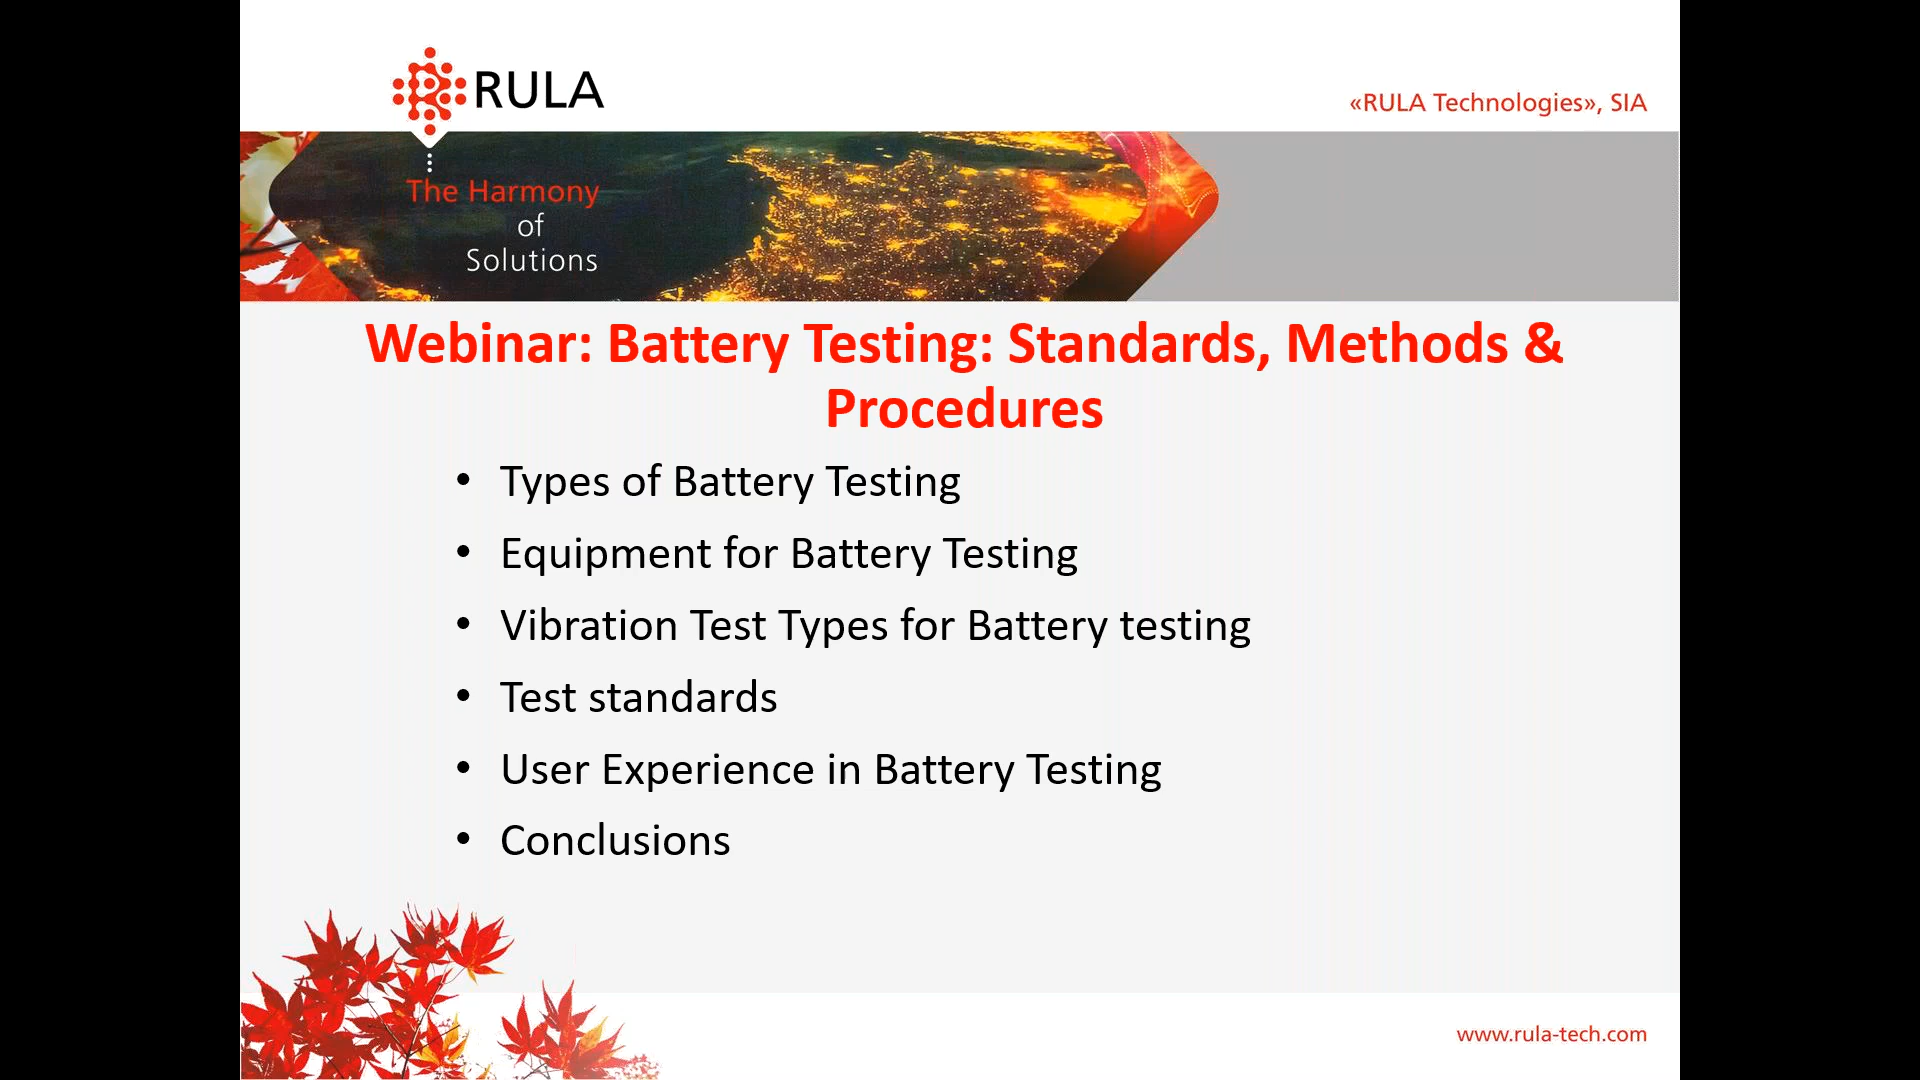 RULA
«RULA Technologies», SIA
The Harmony
of
Solutions
Webinar: Battery Testing: Standards, Methods &
Procedures
• Types of Battery Testing
• Equipment for Battery Testing
• Vibration Test Types for Battery testing
• Test standards
• User Experience in Battery Testing
• Conclusions
www.rula-tech.com